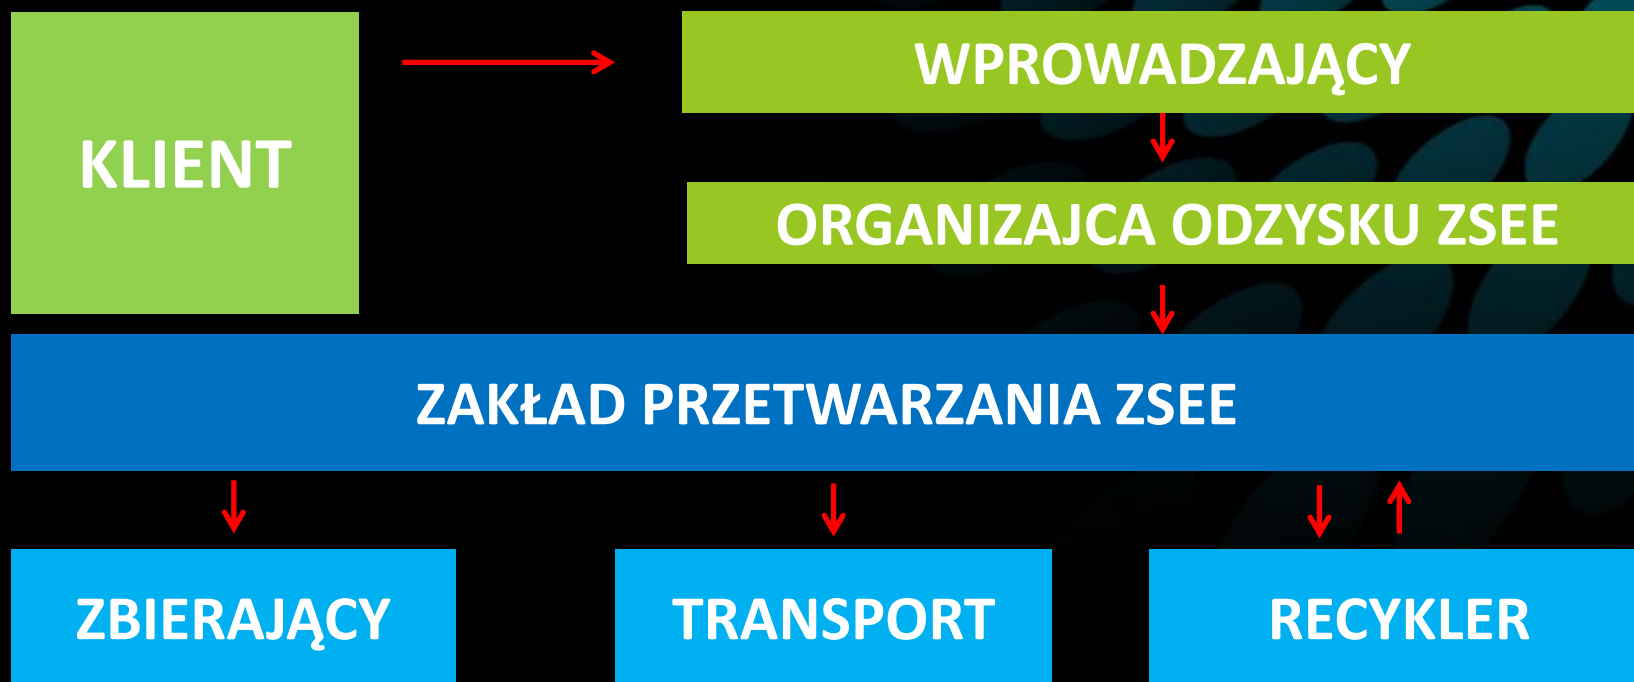 WPROWADZAJĄCY
KLIENT
ORGANIZAJCA ODZYSKU ZSEE
ZAKŁAD PRZETWARZANIA ZSEE
ZBIERAJĄCY
TRANSPORT
RECYKLER